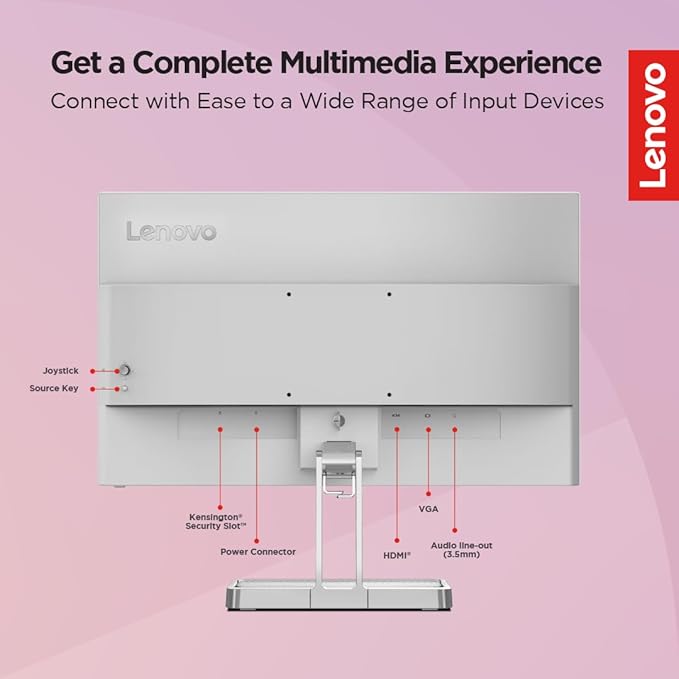 Get a Complete Multimedia Experience
Connect with Ease to a Wide Range of Input Devices
Lenovo
Lenovo
Joystick
Source Key
Kensington®
Security Slot™
Power Connector
HDMI®
VGA
Audio line-out
(3.5mm)